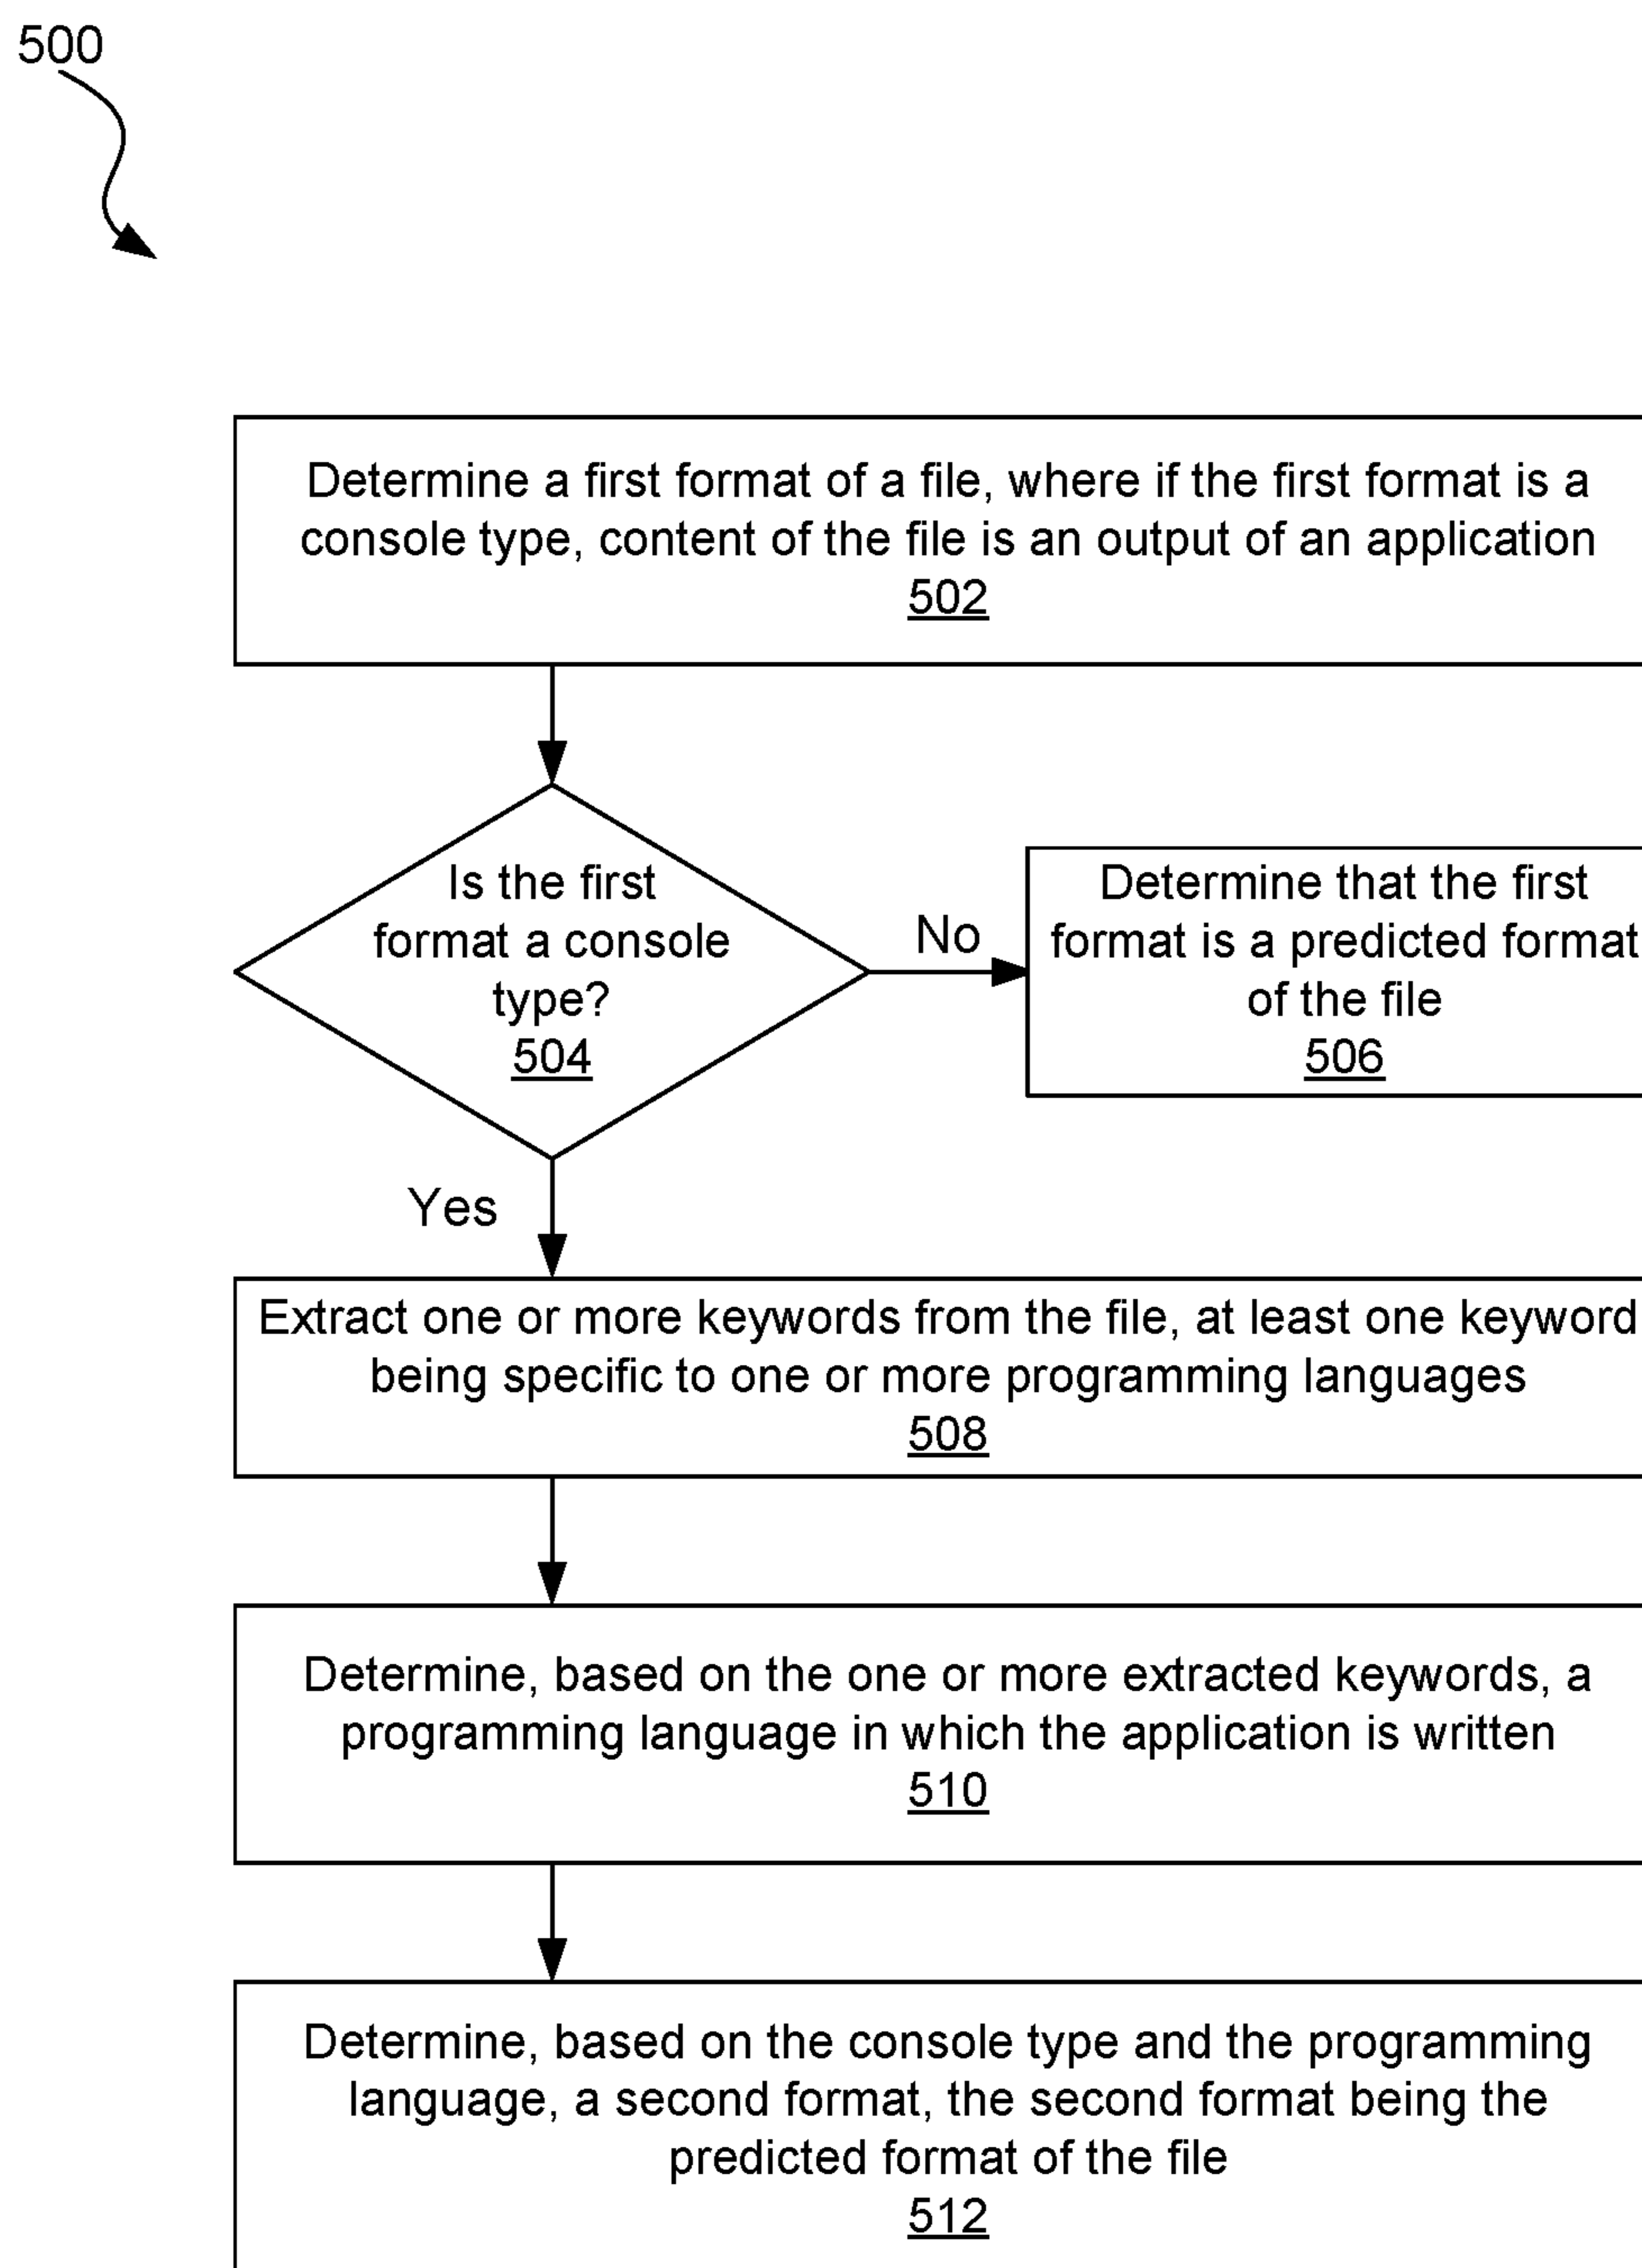 500
Determine a first format of a file, where if the first format is a
console type, content of the file is an output of an application
502
Is the first
format a console
type?
504
No
Determine that the first
format is a predicted format
of the file
506
Yes
Extract one or more keywords from the file, at least one keyword
being specific to one or more programming languages
508
Determine, based on the one or more extracted keywords, a
programming language in which the application is written
510
Determine, based on the console type and the programming
language, a second format, the second format being the
predicted format of the file
512